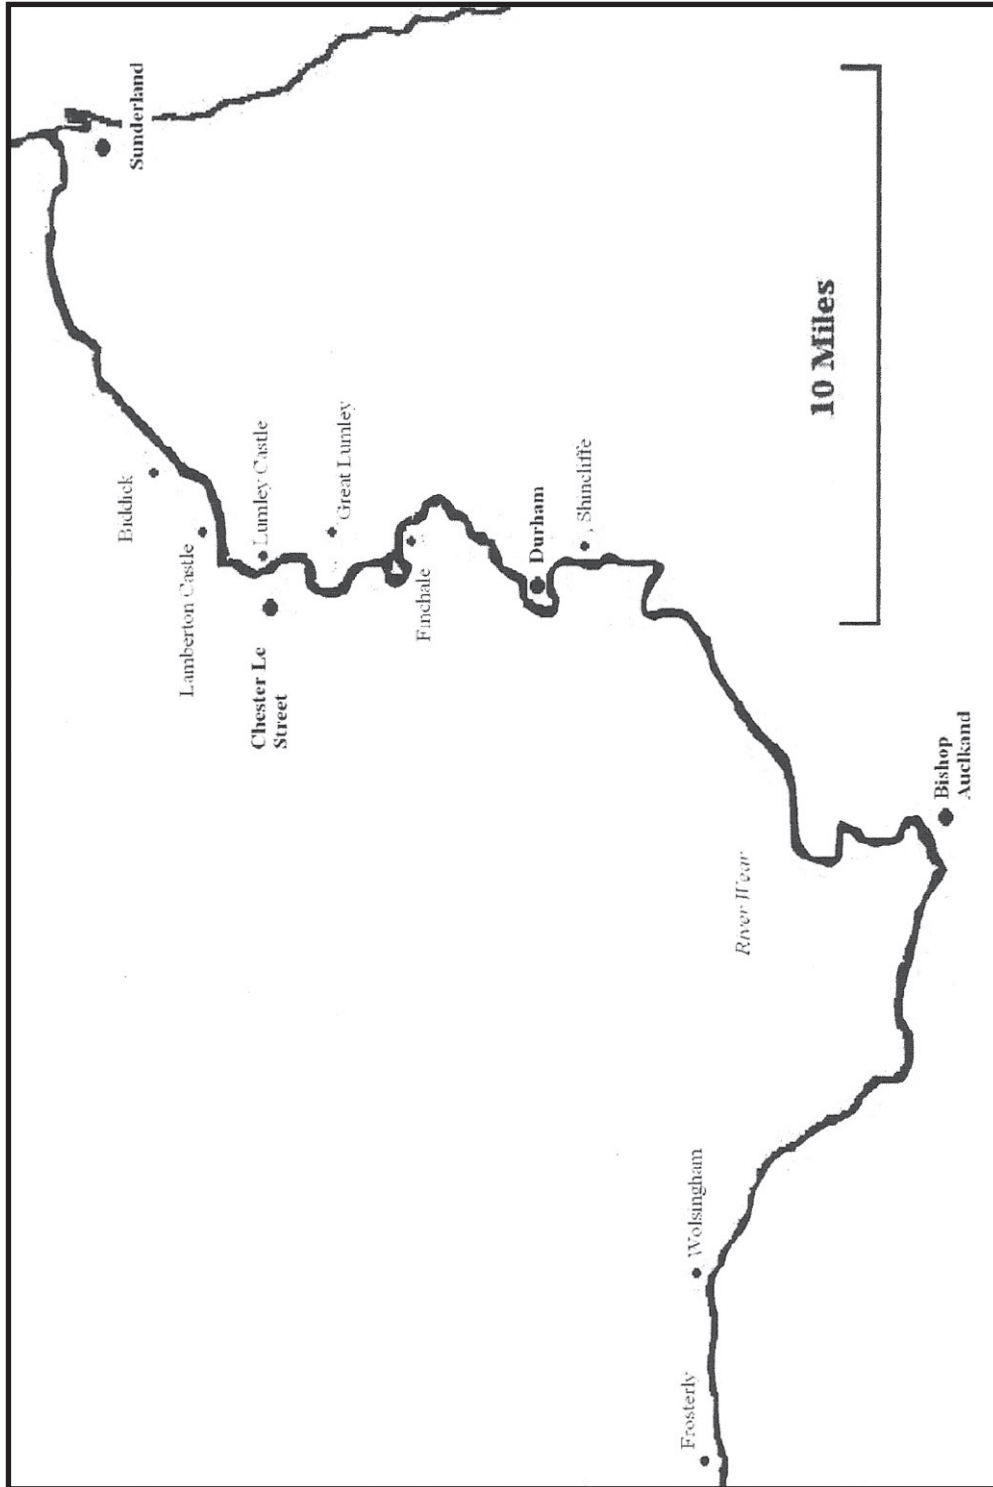 Sunderland
Biddick
Lamberton Castle
Lumley Castle
Chester Le
Street
Great Lumley
Finchale
Durham
Shincliffe
10 Miles
River Wear
Bishop
Auclkand
Wolsingham
Frosterly